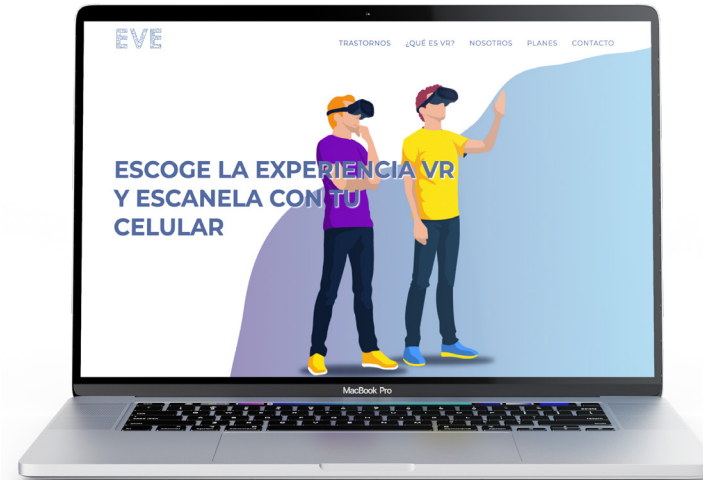 EVE
TRASTORNOS ¿QUÉ ES VR? NOSOTROS PLANES CONTACTO
ESCOGE LA EXPERIENCIA VR
Y ESCANELA CON TU
CELULAR
MacBook Pro